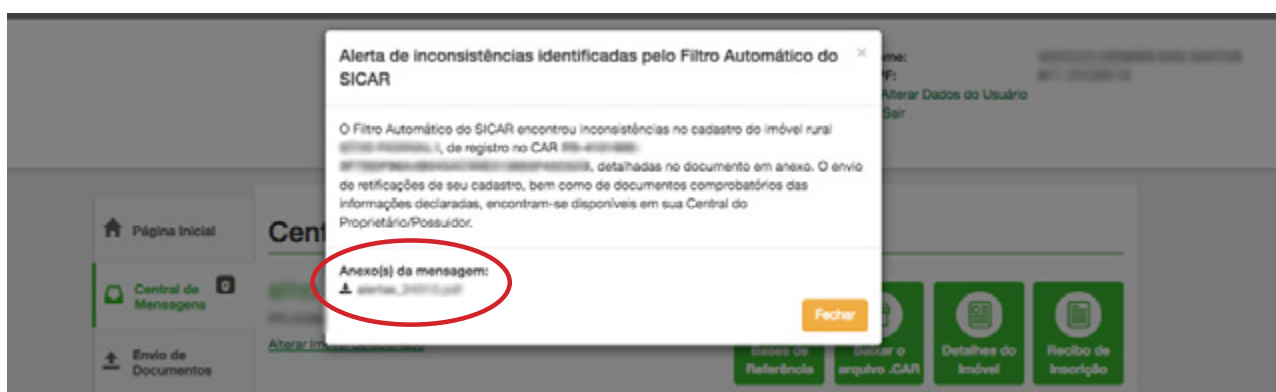 Alerta de inconsistências identificadas pelo Filtro Automático do
SICAR
×
O Filtro Automático do SICAR encontrou inconsistências no cadastro do imóvel rural
I, de registro no CAR
, detalhadas no documento em anexo. O envio
de retificações de seu cadastro, bem como de documentos comprobatórios das
informações declaradas, encontram-se disponíveis em sua Central do
Proprietário/Possuidor.
Anexo(s) da mensagem:
Fechar
Alterar Dados do Usuário
Sair
Página Inicial
Central de
Mensagens
0
Envio de
Documentos
Cent
Bases de
Referência
Baixar o
arquivo .CAR
Detalhes do
Imóvel
Recibo de
Inscrição